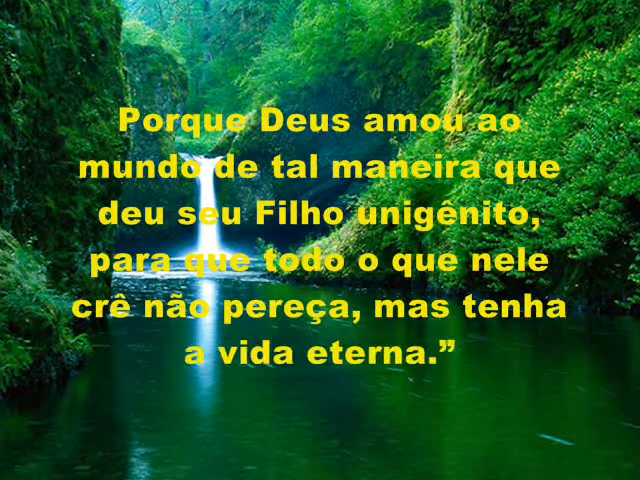 Porque Deus amou ao
mundo de tal maneira que
deu seu Filho unigênito,
para que todo o que nele
crê não pereça, mas tenha
a vida eterna.”